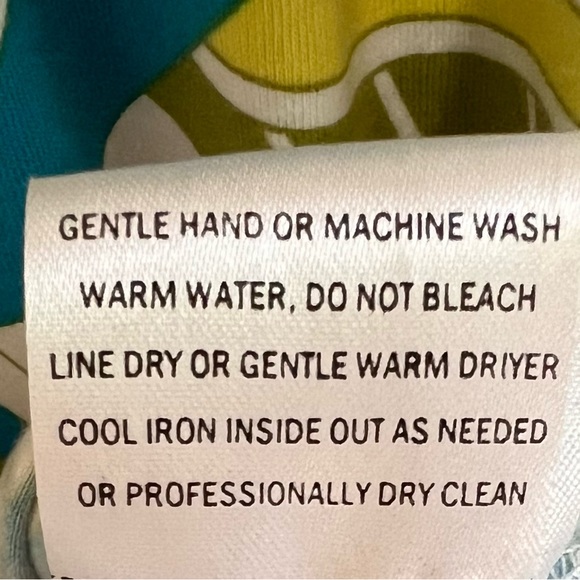 GENTLE HAND OR MACHINE WASH
WARM WATER, DO NOT BLEACH
LINE DRY OR GENTLE WARM DRIYER
COOL IRON INSIDE OUT AS NEEDED
OR PROFESSIONALLY DRY CLEAN